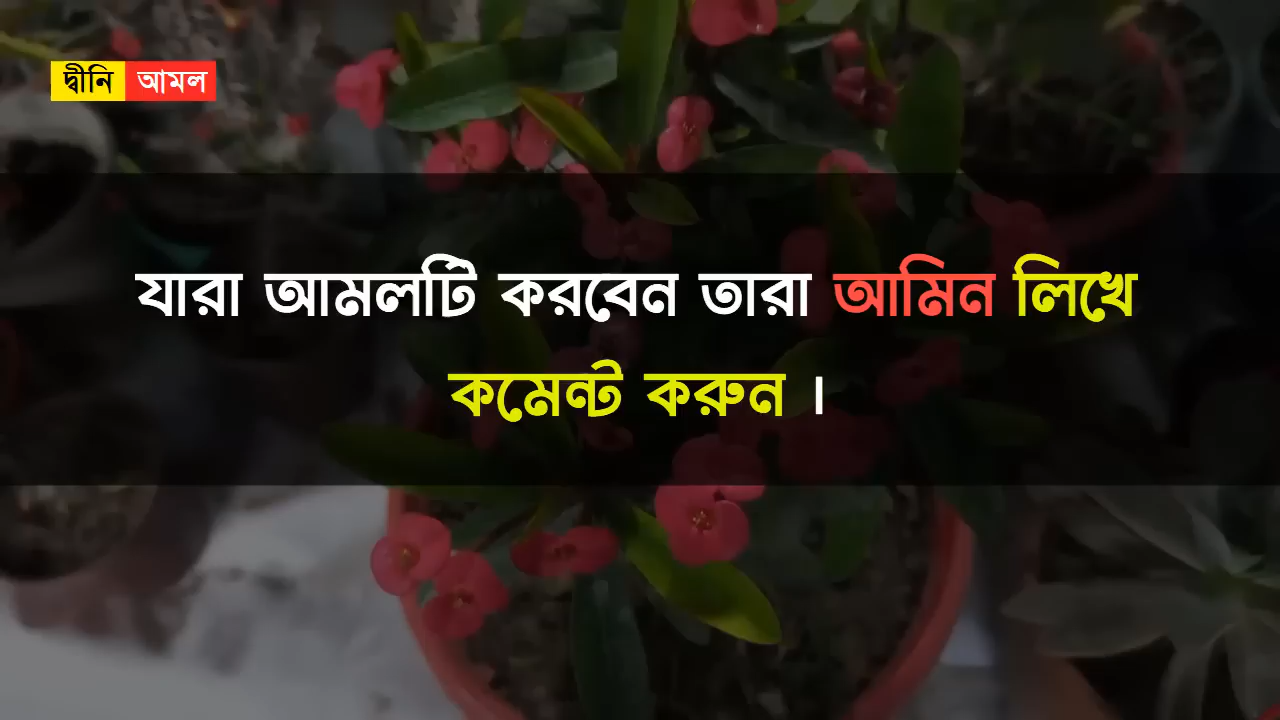 দ্বীনি আমল
যারা আমলটি করবেন তারা আমিন লিখে
কমেন্ট করুন ।